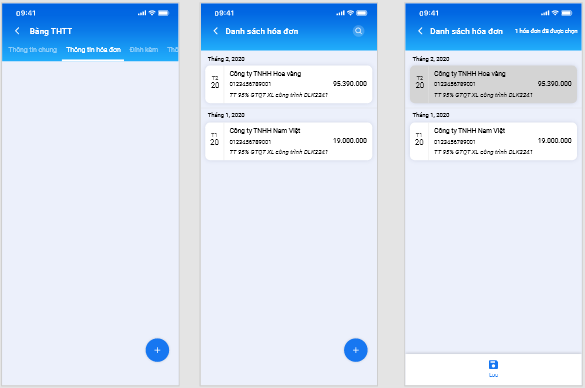 09:41
Bảng THTT
Thông tin chung Thông tin hóa đơn Đính kèm Thô
+
09:41
Danh sách hóa đơn
Tháng 2, 2020
T2
20
Công ty TNHH Hoa vàng
0123456789001
95.390.000
TT 95% GTQT XL công trình DLK2241
Tháng 1, 2020
T1
20
Công ty TNHH Nam Việt
0123456789001
19.000.000
TT 95% GTQT XL công trình DLK2241
+
09:41
Danh sách hóa đơn 1 hóa đơn đã được chọn
Tháng 2, 2020
T2
20
Công ty TNHH Hoa vàng
0123456789001
95.390.000
TT 95% GTQT XL công trình DLK2241
Tháng 1, 2020
T1
20
Công ty TNHH Nam Việt
0123456789001
19.000.000
TT 95% GTQT XL công trình DLK2241
Lưu